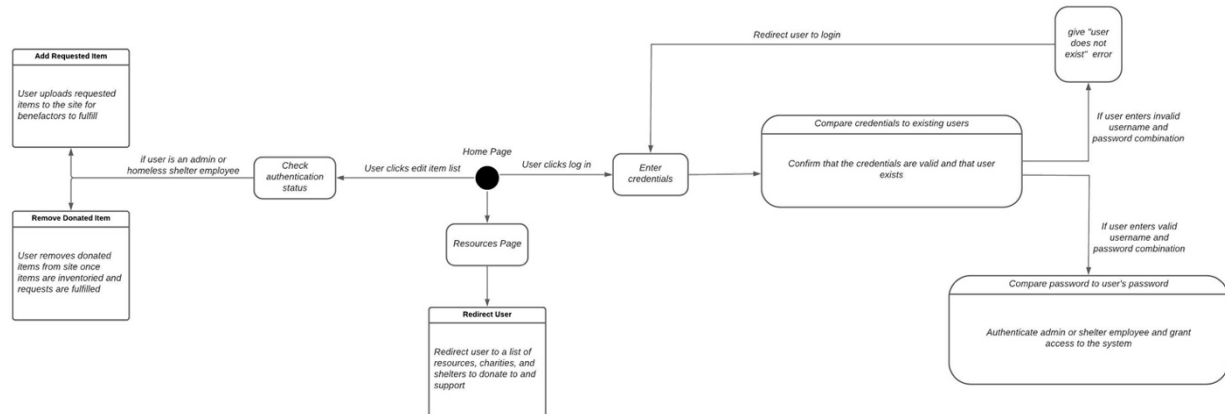 Add Requested Item
User uploads requested
items to the site for
benefactors to fulfill
if user is an admin or
homeless shelter employee
Remove Donated Item
User removes donated
items from site once
items are inventoried and
requests are fulfilled
Check
authentication
status
User clicks edit item list
Home Page
User clicks log in
Resources Page
Redirect User
Redirect user to a list of
resources, charities, and
shelters to donate to and
support
Redirect user to login
Enter
credentials
Compare credentials to existing users
Confirm that the credentials are valid and that user
exists
give "user
does not
exist" error
If user enters invalid
username and
password combination
If user enters valid
username and
password combination
Compare password to user's password
Authenticate admin or shelter employee and grant
access to the system